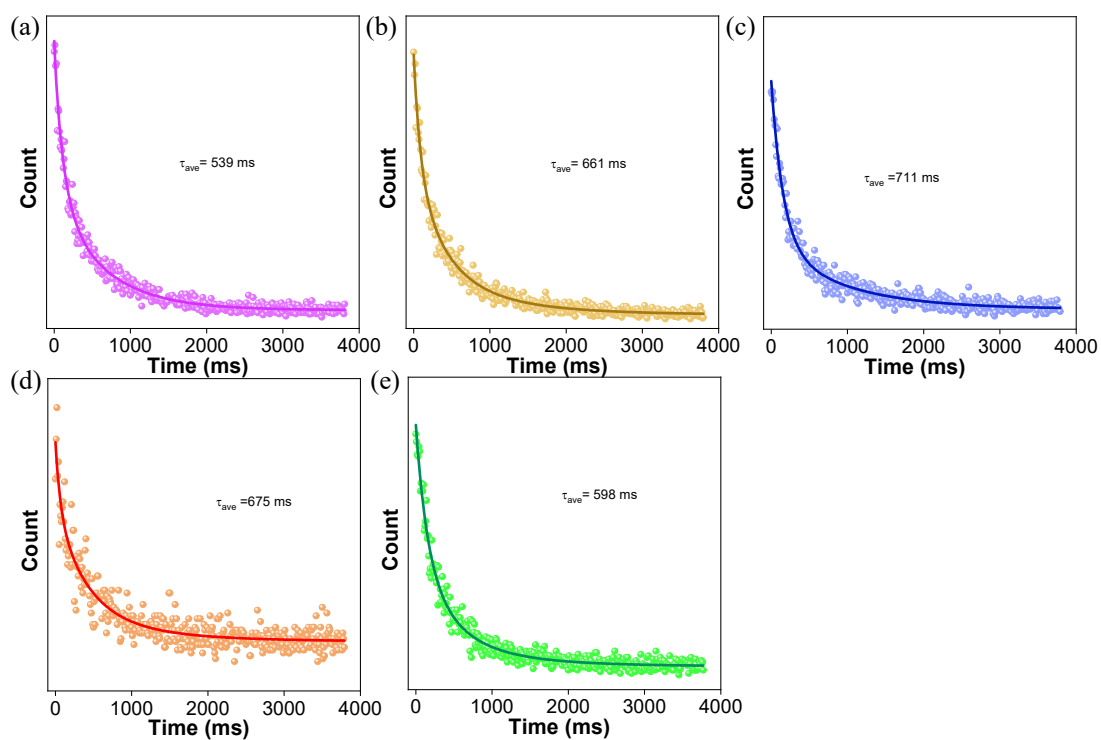 (a)
Count
τave= 539 ms
0 1000 2000 3000 4000
Time (ms)
(b)
Count
τave= 661 ms
0 1000 2000 3000 4000
Time (ms)
(c)
Count
τave =711 ms
0 1000 2000 3000 4000
Time (ms)
(d)
Count
τave =675 ms
0 1000 2000 3000 4000
Time (ms)
(e)
Count
τave= 598 ms
0 1000 2000 3000 4000
Time (ms)